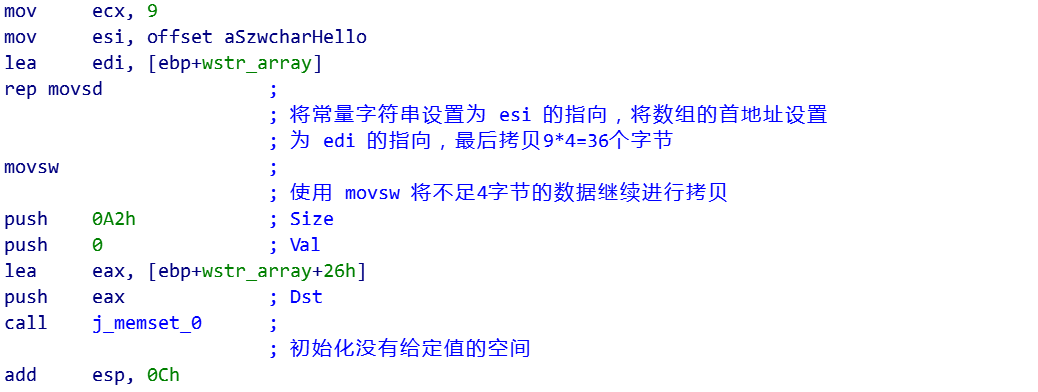 mov     ecx, 9
mov     esi, offset aSzwcharHello
lea     edi, [ebp+wstr_array]
rep movsd               ;
                        ; 将常量字符串设置为 esi 的指向，将数组的首地址设置
                        ; 为 edi 的指向，最后拷贝9*4=36个字节
movsw                   ;
                        ; 使用 movsw 将不足4字节的数据继续进行拷贝
push    0A2h            ; Size
push    0               ; Val
lea     eax, [ebp+wstr_array+26h]
push    eax             ; Dst
call    j_memset_0      ;
                        ; 初始化没有给定值的空间
add     esp, 0Ch